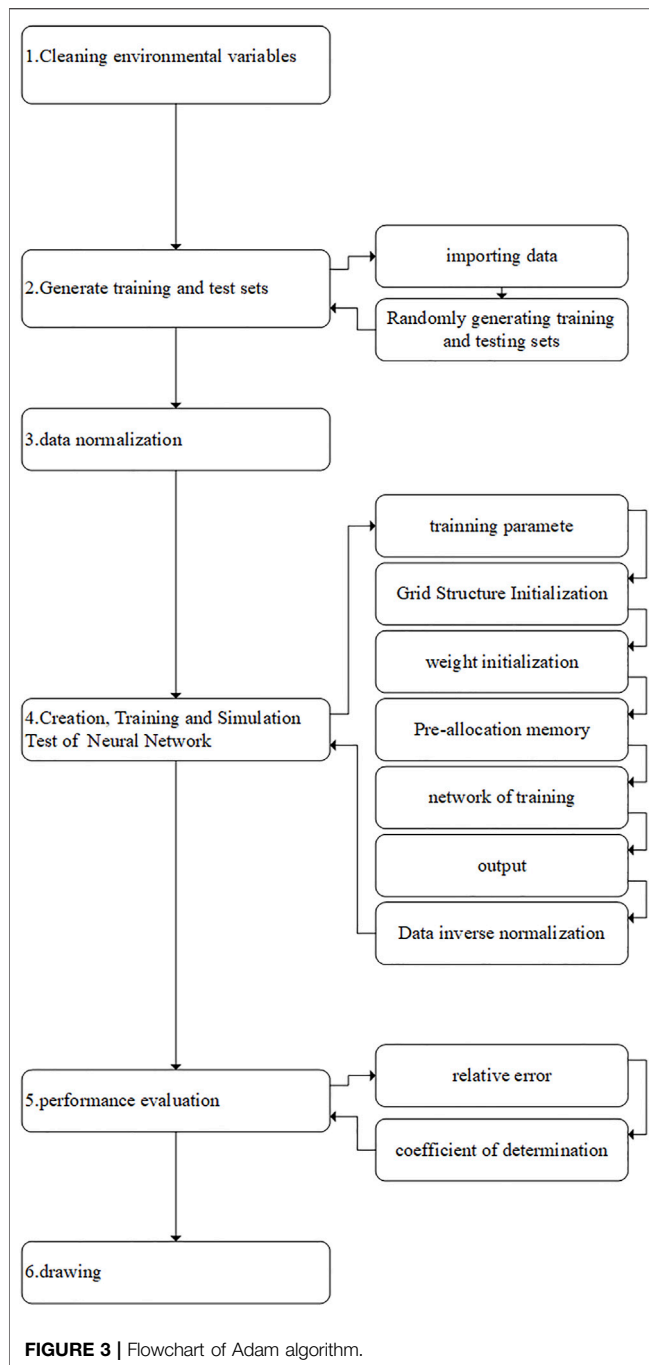 1.Cleaning environmental variables
2.Generate training and test sets
importing data
Randomly generating training
and testing sets
3.data normalization
trainning paramete
Grid Structure Initialization
weight initialization
4.Creation, Training and Simulation
Test of Neural Network
Pre-allocation memory
network of training
output
Data inverse normalization
5.performance evaluation
relative error
coefficient of determination
6.drawing
FIGURE 3 | Flowchart of Adam algorithm.